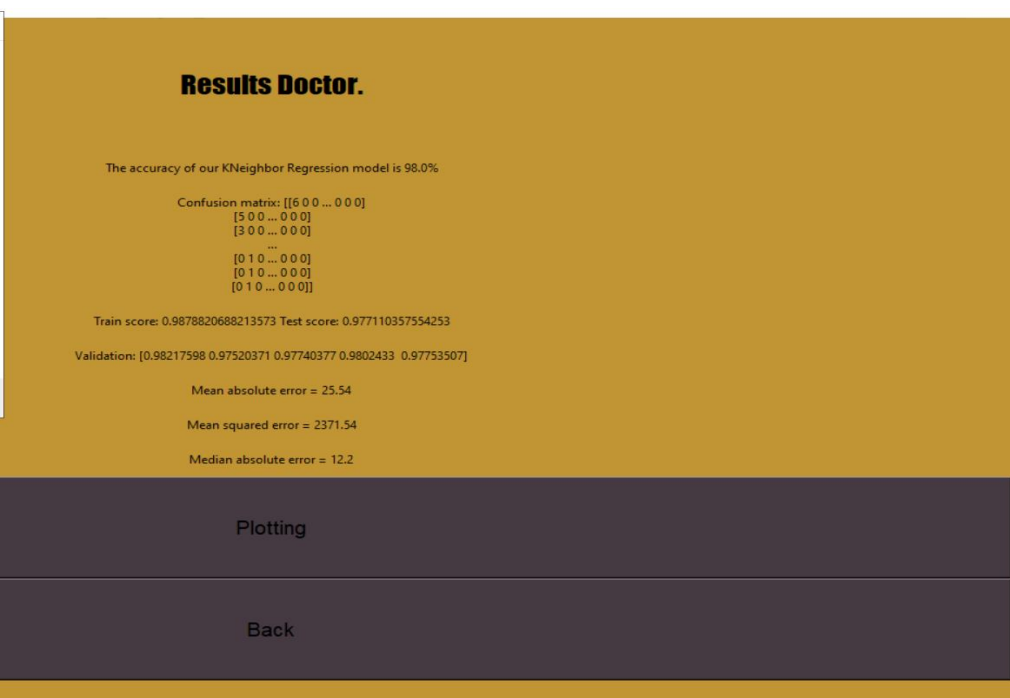 Results Doctor.
The accuracy of our KNeighbor Regression model is 98.0%
Confusion matrix: [[6 0 0 ... 0 0 0]
[5 0 0 ... 0 0 0]
[3 0 0 ... 0 0 0]
...
[0 1 0 ... 0 0 0]
[0 1 0 ... 0 0 0]
[0 1 0 ... 0 0 0]]
Train score: 0.9878820688213573 Test score: 0.977110357554253
Validation: [0.98217598 0.97520371 0.97740377 0.9802433  0.97753507]
Mean absolute error = 25.54
Mean squared error = 2371.54
Median absolute error = 12.2
Plotting
Back